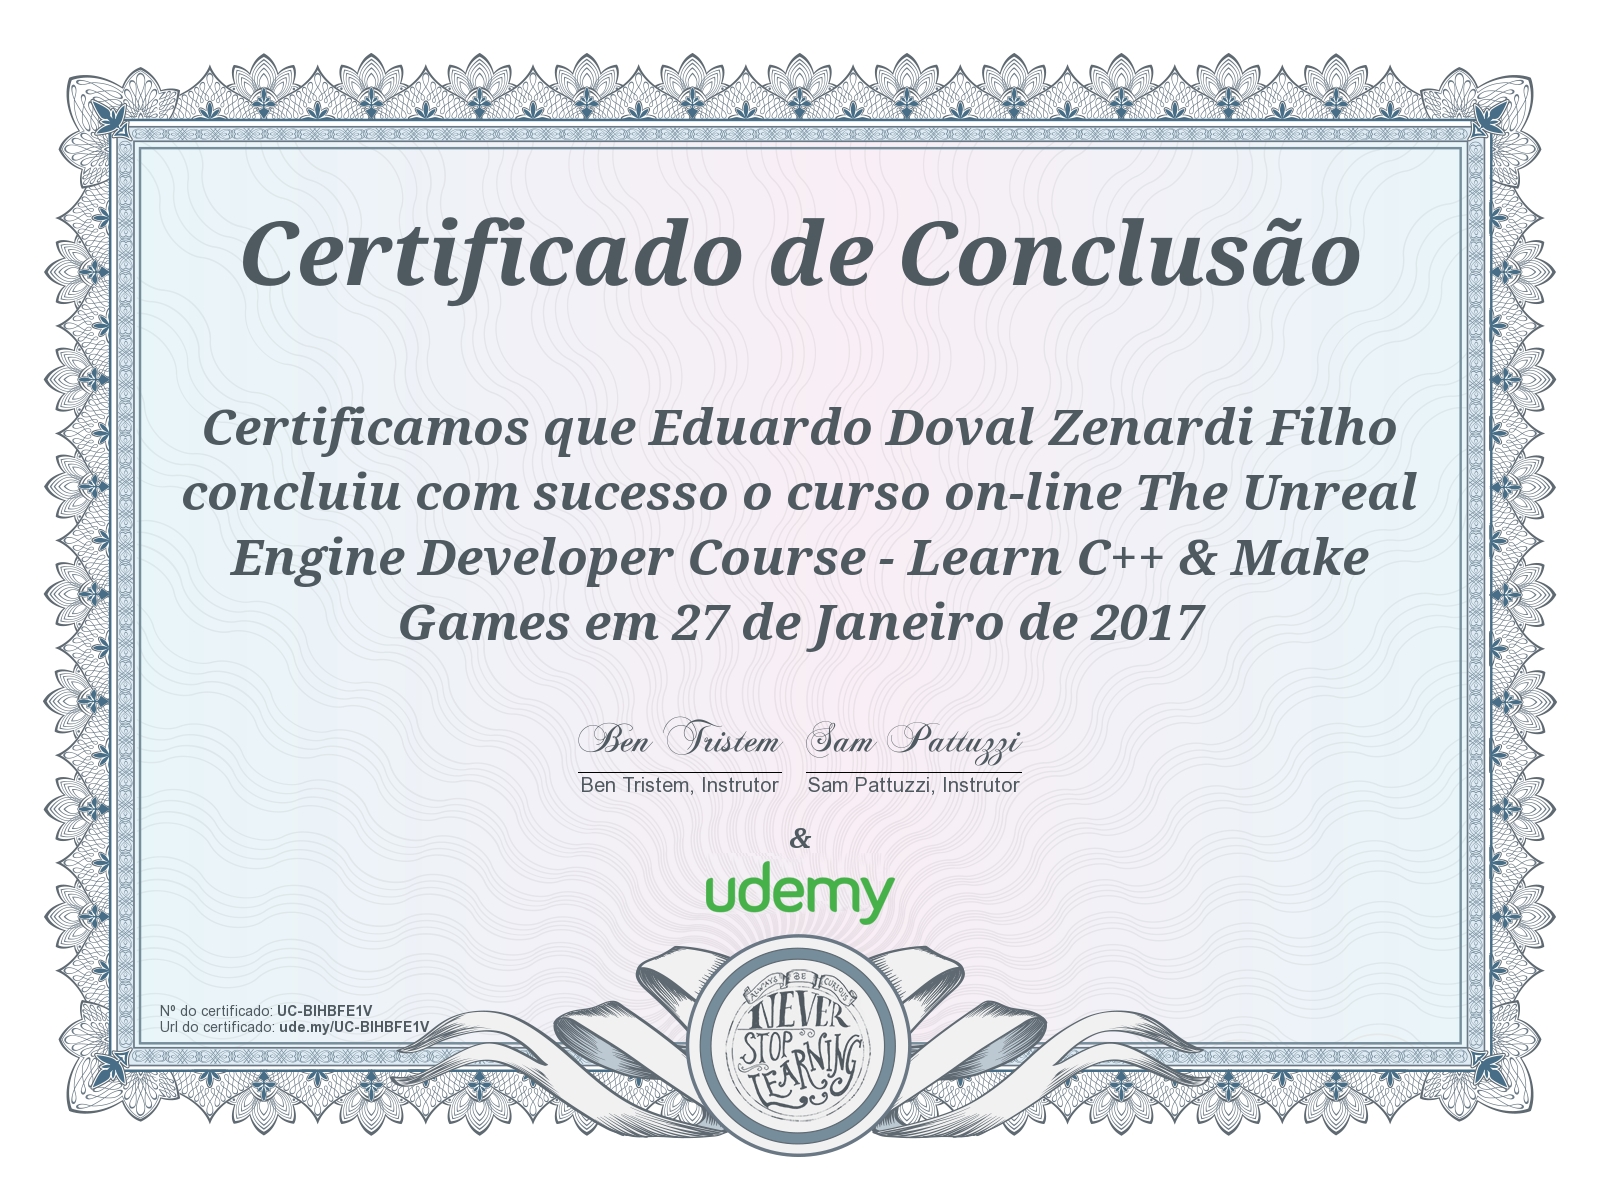 Certificado de Conclusão
Certificamos que Eduardo Doval Zenardi Filho
concluiu com sucesso o curso on-line The Unreal
Engine Developer Course - Learn C++ & Make
Games em 27 de Janeiro de 2017
Ben Tristem Sam Pattuzzi
Ben Tristem, Instrutor Sam Pattuzzi, Instrutor
&
udemy
ALWAYS BE CURIOUS
NEVER
STOP
LEARNING
Nº do certificado: UC-BIHBFE1V
Url do certificado: ude.my/UC-BIHBFE1V